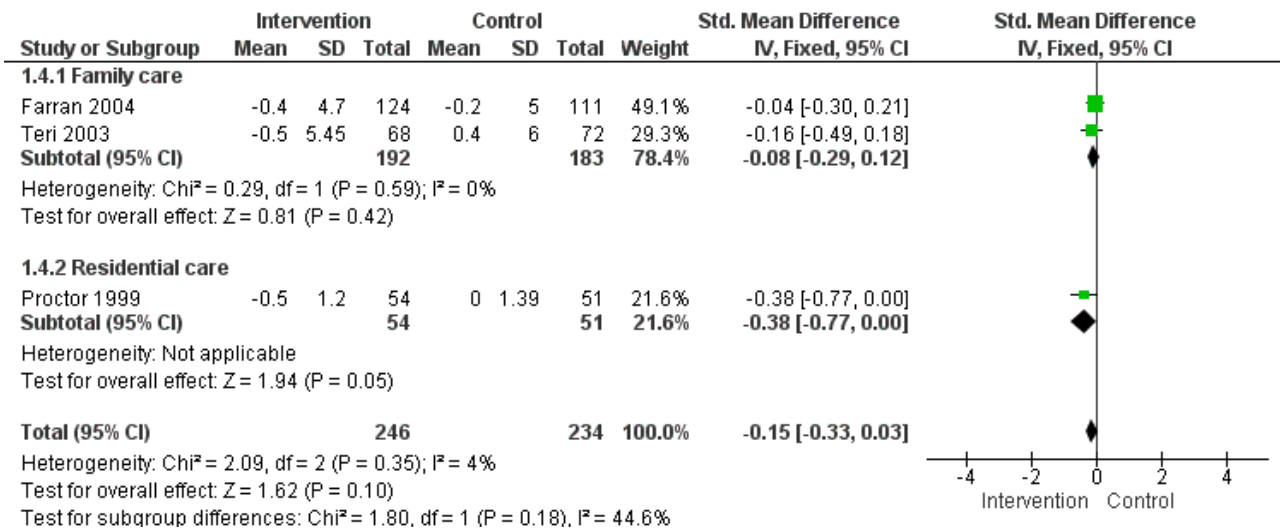 Intervention Control Std. Mean Difference Std. Mean Difference
Study or Subgroup Mean SD Total Mean SD Total Weight IV, Fixed, 95% CI IV, Fixed, 95% CI
1.4.1 Family care
Farran 2004 -0.4 4.7 124 -0.2 5 111 49.1% -0.04 [-0.30, 0.21]
Teri 2003 -0.5 5.45 68 0.4 6 72 29.3% -0.16 [-0.49, 0.18]
Subtotal (95% CI) 192 183 78.4% -0.08 [-0.29, 0.12]
Heterogeneity: Chi² = 0.29, df = 1 (P = 0.59); I² = 0%
Test for overall effect: Z = 0.81 (P = 0.42)
1.4.2 Residential care
Proctor 1999 -0.5 1.2 54 0 1.39 51 21.6% -0.38 [-0.77, 0.00]
Subtotal (95% CI) 54 51 21.6% -0.38 [-0.77, 0.00]
Heterogeneity: Not applicable
Test for overall effect: Z = 1.94 (P = 0.05)
Total (95% CI) 246 234 100.0% -0.15 [-0.33, 0.03]
Heterogeneity: Chi² = 2.09, df = 2 (P = 0.35); I² = 4%
Test for overall effect: Z = 1.62 (P = 0.10)
Test for subgroup differences: Chi² = 1.80, df = 1 (P = 0.18), I² = 44.6%
-4 -2 0 2 4
Intervention Control